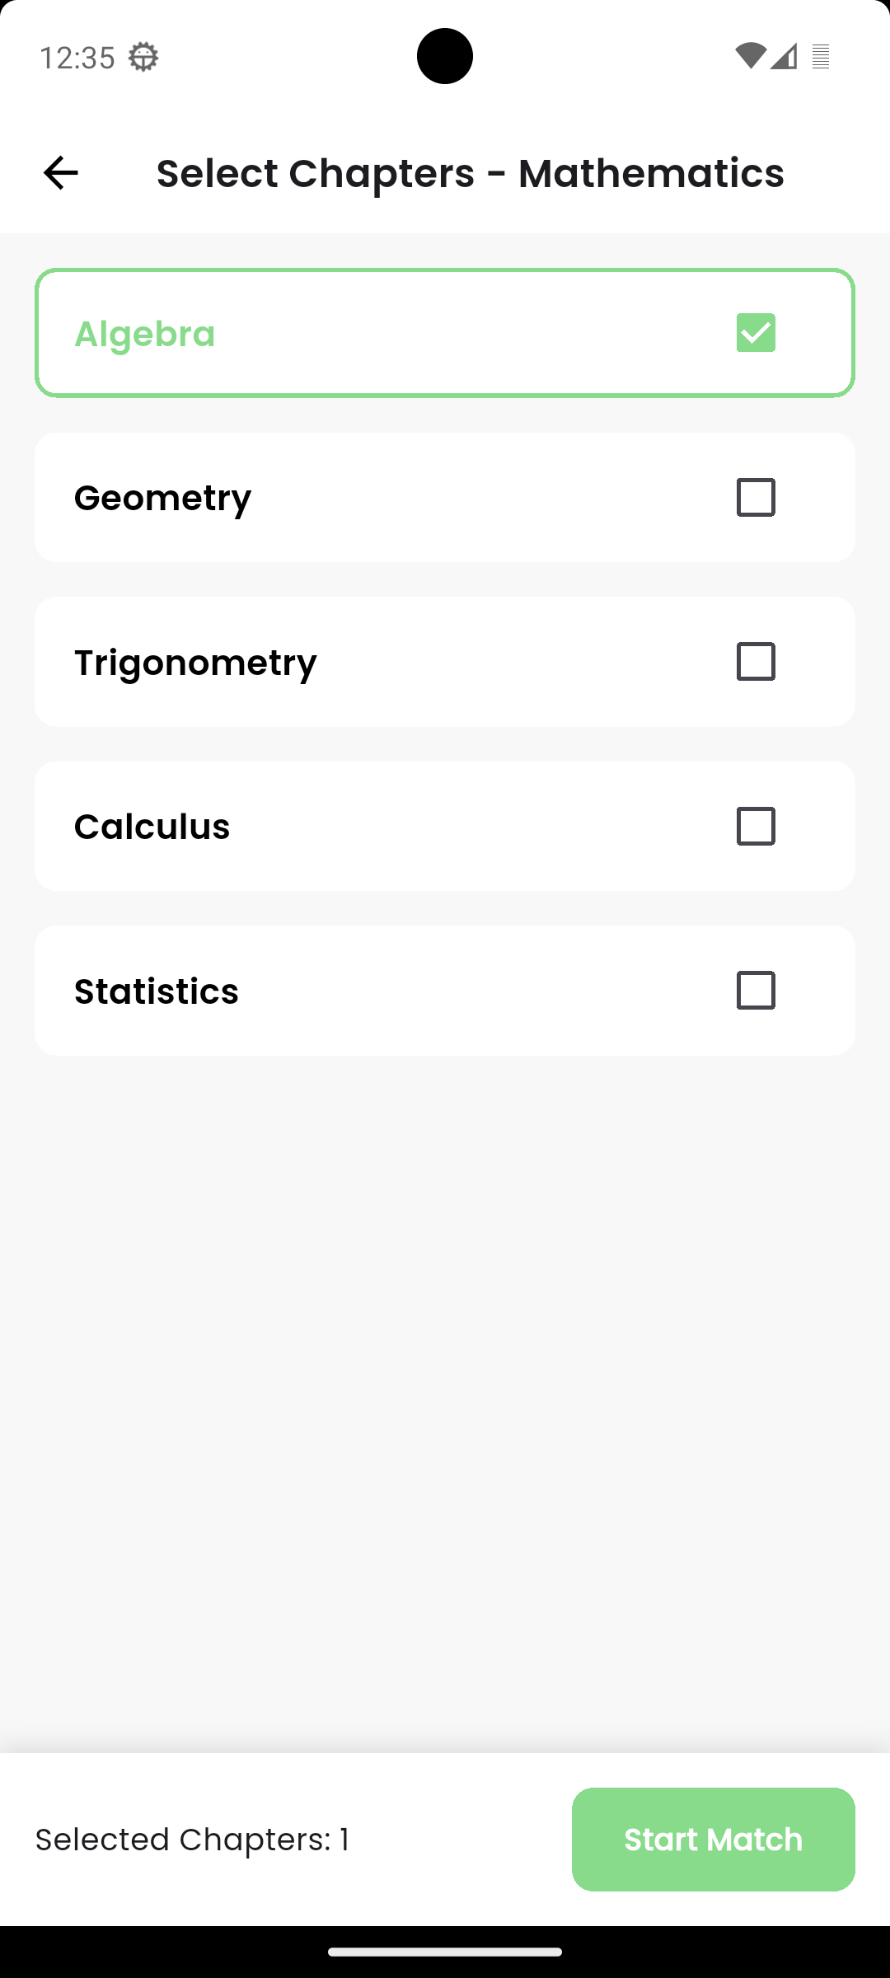 12:35
Select Chapters - Mathematics
Algebra
Geometry
Trigonometry
Calculus
Statistics
Selected Chapters: 1
Start Match